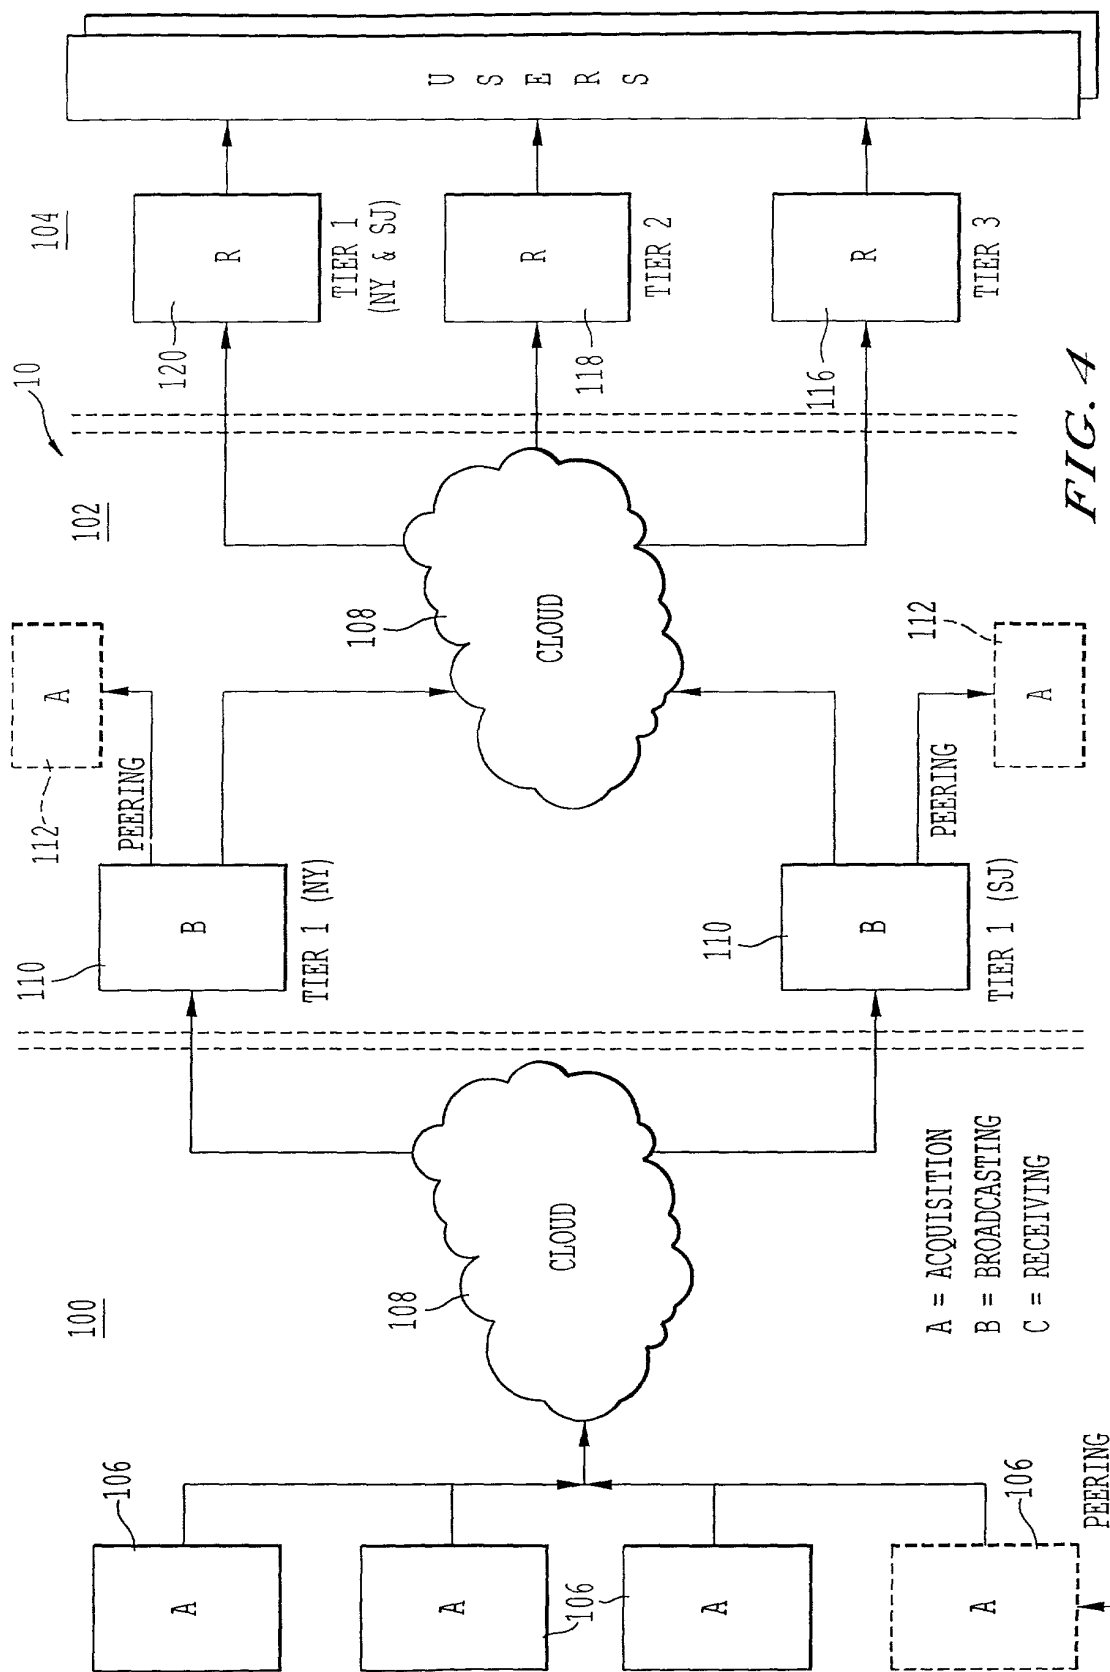 100
102
10
104
106
A
A
106
A
A
106
PEERING
108
CLOUD
A = ACQUISITION
B = BROADCASTING
C = RECEIVING
110
B
TIER 1 (NY)
PEERING
112
A
110
B
TIER 1 (SJ)
PEERING
112
A
108
CLOUD
120
R
TIER 1
(NY & SJ)
118
R
TIER 2
116
R
TIER 3
USERS
FIG. 4